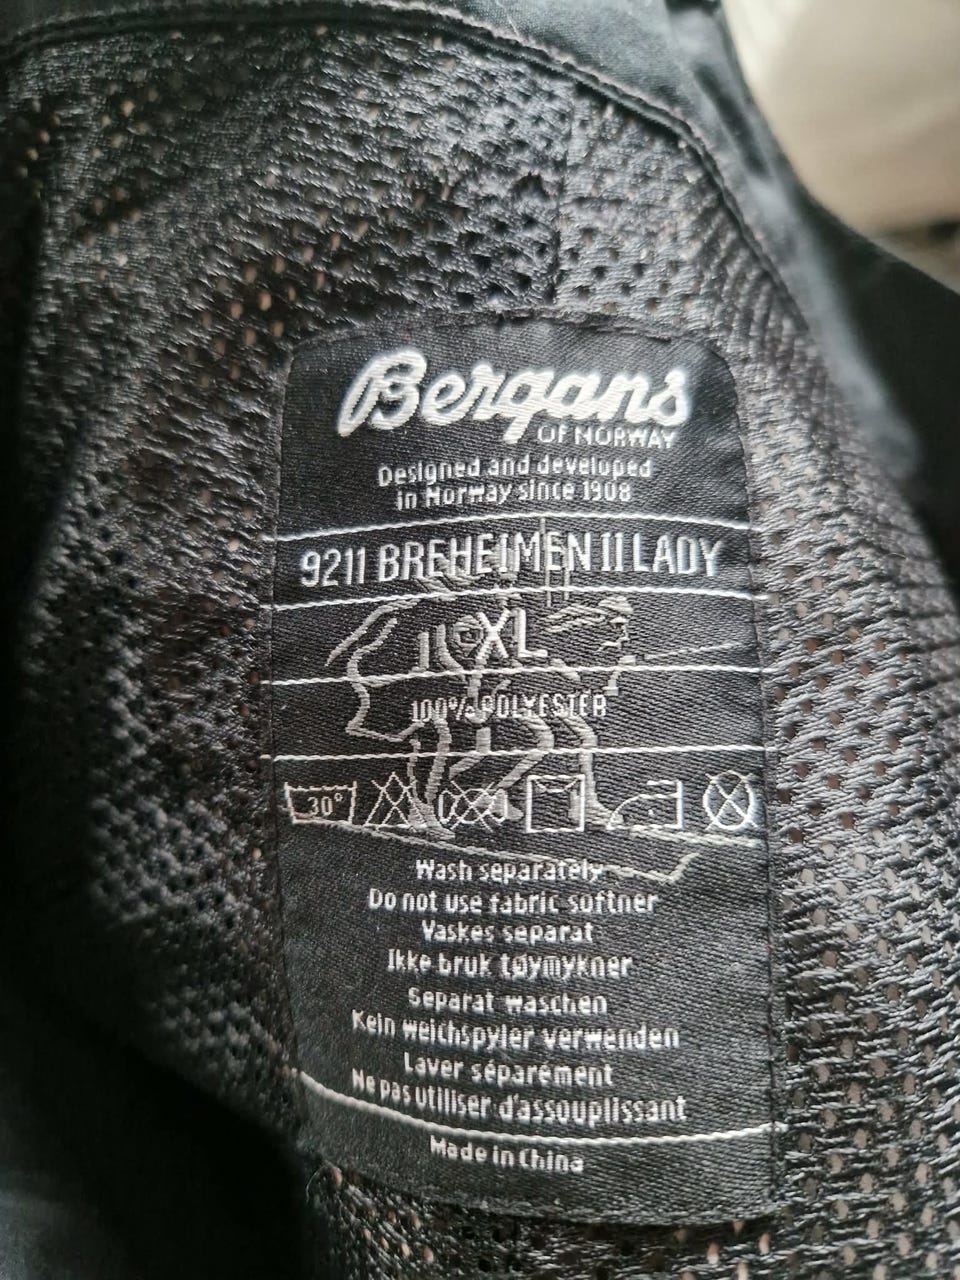 Bergans
OF NORWAY
Designed and developed
in Norway since 1908
9211 BREHEIMEN II LADY
XL
100% POLYESTER
30°
Wash separately
Do not use fabric softner
Vaskes separat
Ikke bruk tøymykner
Separat waschen
Kein weichspyler verwenden
Laver séparément
Ne pas utiliser d'assouplissant
Made in China